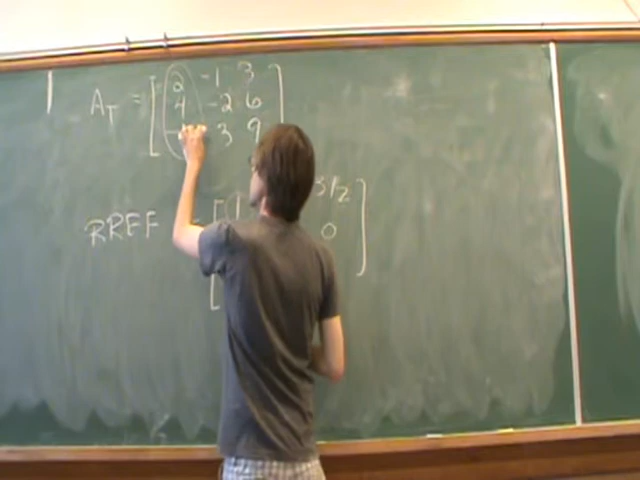 A_T = [ 2 -1 3
4 -2 6
3 9 ]
RREF = [ 1 3/2
0 ]